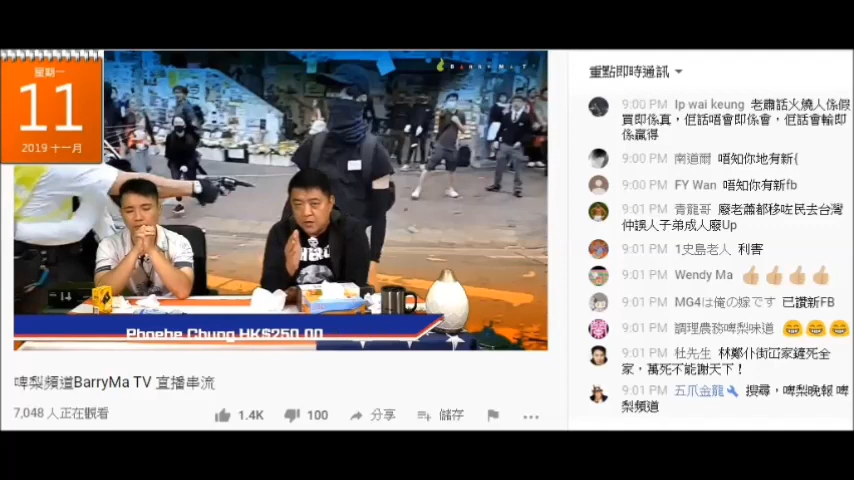 星期一
11
2019 十一月
BARRYMAT
Phoebe Chung HK$250.00
啤梨頻道BarryMa TV 直播串流
7,048 人正在觀看
1.4K
100
分享
儲存
重點即時通訊
9:00 PM Ip wai keung 老蕭話火燒人係假
買即係真，佢話唔會即係會，佢話會輸即
係贏得
9:00 PM 南道爾 唔知你地有新{
9:00 PM FY Wan 唔知你有新fb
9:01 PM 青龍哥 廢老蕭都移咗民去台灣
仲誤人子弟成人廢Up
9:01 PM 1史島老人 利害
9:01 PM Wendy Ma 👍🏼👍🏼👍🏼👍🏼
9:01 PM MG4は俺の嫁です 已讚新FB
9:01 PM 調理農務啤梨味道 😁😁😁
9:01 PM 杜先生 林鄭仆街冚家鏟死全
家，萬死不能謝天下！
9:01 PM 五爪金龍 搜尋，啤梨晚報 啤
梨頻道